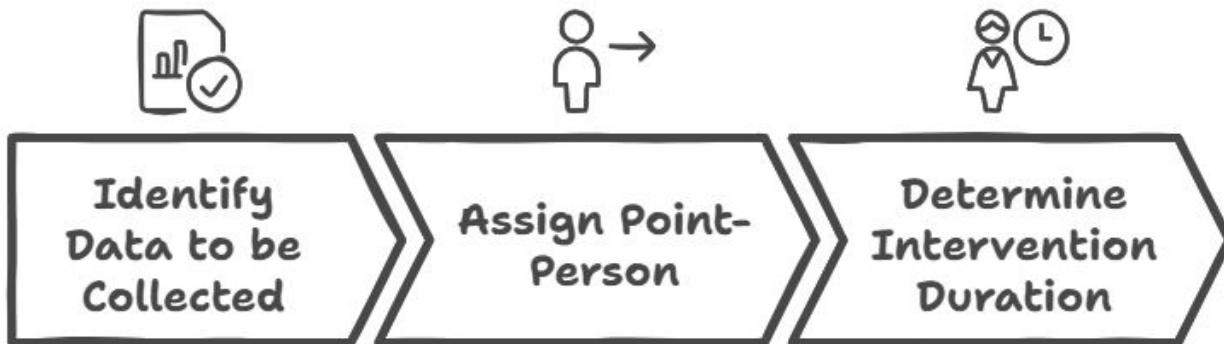 Identify
Data to be
Collected
Assign Point-
Person
Determine
Intervention
Duration